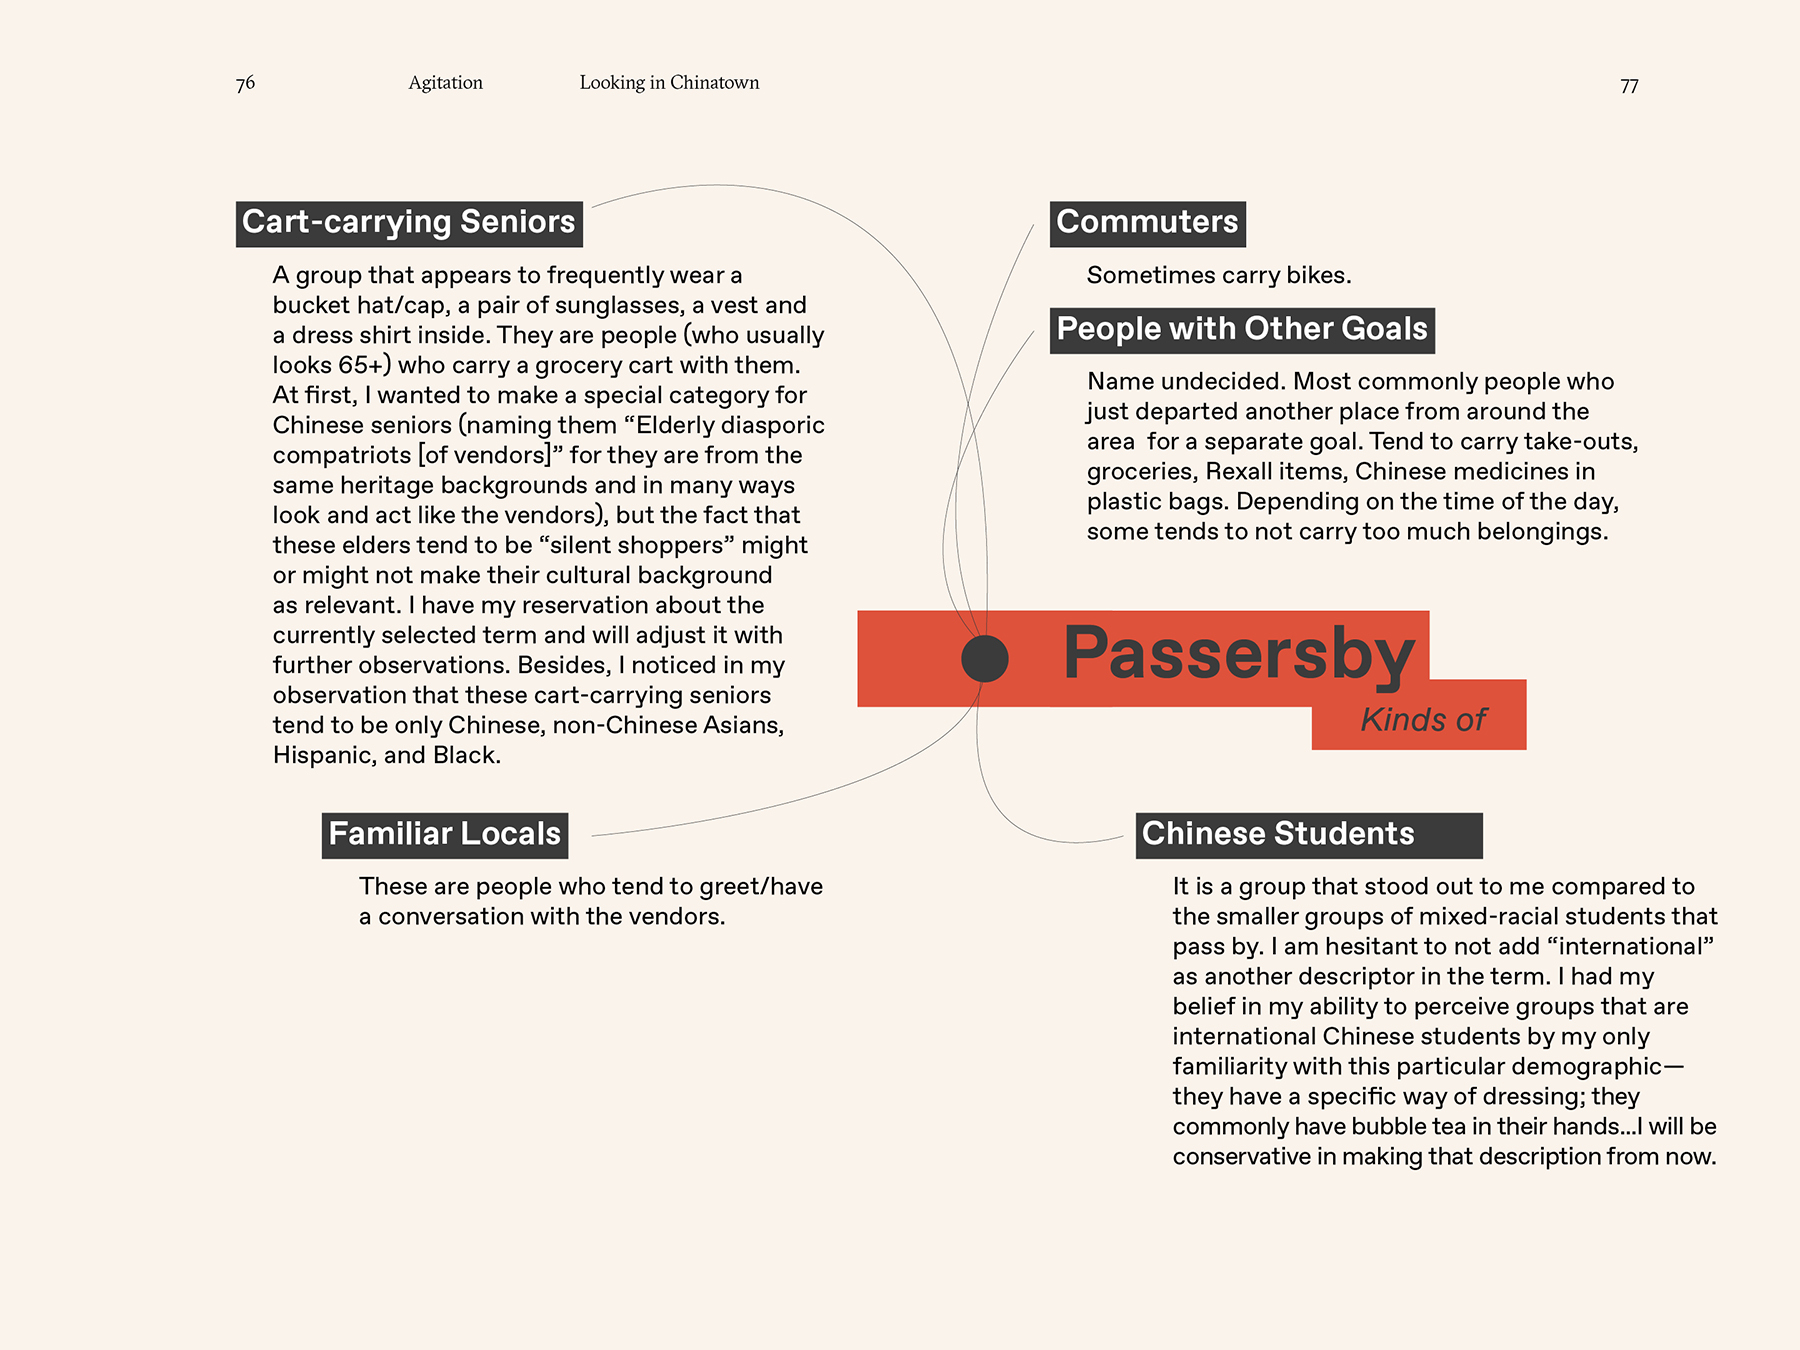 76 Agitation Looking in Chinatown 77
Cart-carrying Seniors
A group that appears to frequently wear a
bucket hat/cap, a pair of sunglasses, a vest and
a dress shirt inside. They are people (who usually
looks 65+) who carry a grocery cart with them.
At first, I wanted to make a special category for
Chinese seniors (naming them “Elderly diasporic
compatriots [of vendors]” for they are from the
same heritage backgrounds and in many ways
look and act like the vendors), but the fact that
these elders tend to be “silent shoppers” might
or might not make their cultural background
as relevant. I have my reservation about the
currently selected term and will adjust it with
further observations. Besides, I noticed in my
observation that these cart-carrying seniors
tend to be only Chinese, non-Chinese Asians,
Hispanic, and Black.
Familiar Locals
These are people who tend to greet/have
a conversation with the vendors.
Commuters
Sometimes carry bikes.
People with Other Goals
Name undecided. Most commonly people who
just departed another place from around the
area  for a separate goal. Tend to carry take-outs,
groceries, Rexall items, Chinese medicines in
plastic bags. Depending on the time of the day,
some tends to not carry too much belongings.
Passersby
Kinds of
Chinese Students
It is a group that stood out to me compared to
the smaller groups of mixed-racial students that
pass by. I am hesitant to not add “international”
as another descriptor in the term. I had my
belief in my ability to perceive groups that are
international Chinese students by my only
familiarity with this particular demographic—
they have a specific way of dressing; they
commonly have bubble tea in their hands...I will be
conservative in making that description from now.